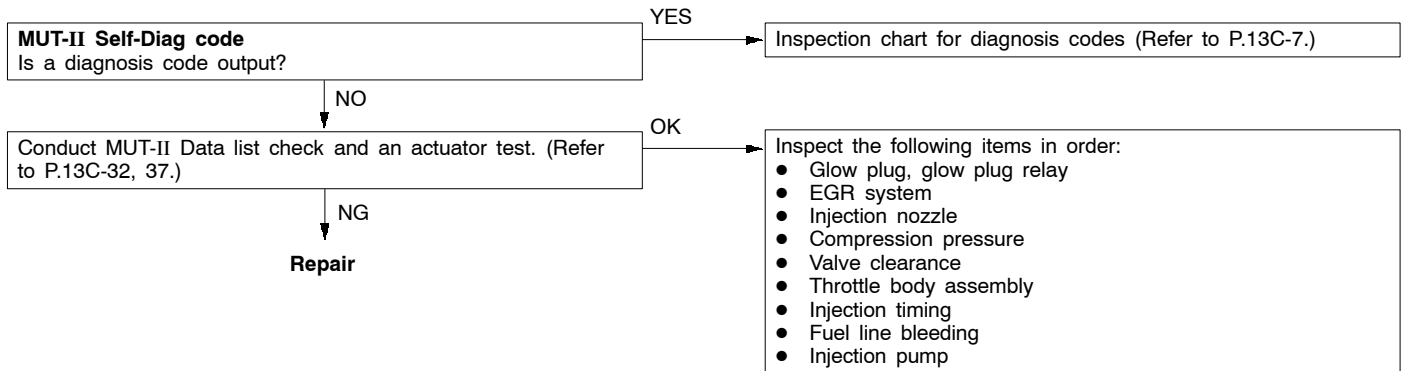 MUT-II Self-Diag code
Is a diagnosis code output?
YES
Inspection chart for diagnosis codes (Refer to P.13C-7.)
NO
Conduct MUT-II Data list check and an actuator test. (Refer
to P.13C-32, 37.)
OK
Inspect the following items in order:
● Glow plug, glow plug relay
● EGR system
● Injection nozzle
● Compression pressure
● Valve clearance
● Throttle body assembly
● Injection timing
● Fuel line bleeding
● Injection pump
NG
Repair